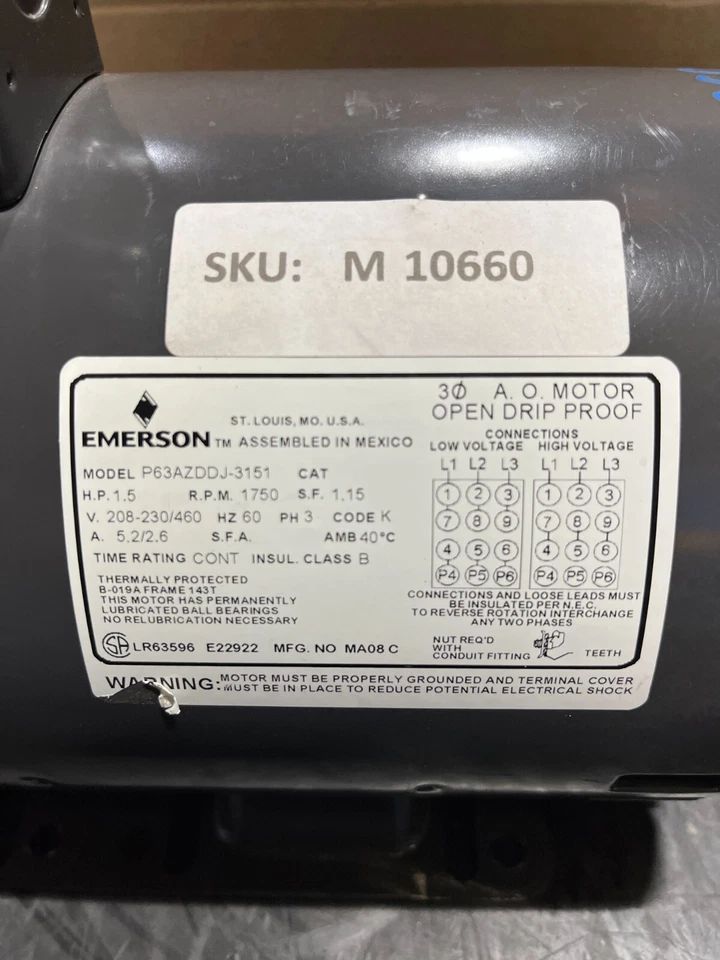 SKU: M 10660
EMERSON TM
ST. LOUIS, MO. U.S.A.
ASSEMBLED IN MEXICO
MODEL P63AZDDJ-3151 CAT
H.P. 1.5 R.P.M. 1750 S.F. 1.15
V. 208-230/460 HZ 60 PH 3 CODE K
A. 5.2/2.6 S.F.A. AMB 40°C
TIME RATING CONT INSUL. CLASS B
THERMALLY PROTECTED
B-019A FRAME 143T
THIS MOTOR HAS PERMANENTLY
LUBRICATED BALL BEARINGS
NO RELUBRICATION NECESSARY
SA LR63596 E22922 MFG. NO MA08 C
3Ø A. O. MOTOR
OPEN DRIP PROOF
CONNECTIONS
LOW VOLTAGE HIGH VOLTAGE
L1 L2 L3 L1 L2 L3
1 2 3 1 2 3
7 8 9 7 8 9
4 5 6 4 5 6
P4 P5 P6 P4 P5 P6
CONNECTIONS AND LOOSE LEADS MUST
BE INSULATED PER N.E.C.
TO REVERSE ROTATION INTERCHANGE
ANY TWO PHASES
NUT REQ'D
WITH
CONDUIT FITTING
TEETH
WARNING: MOTOR MUST BE PROPERLY GROUNDED AND TERMINAL COVER
MUST BE IN PLACE TO REDUCE POTENTIAL ELECTRICAL SHOCK